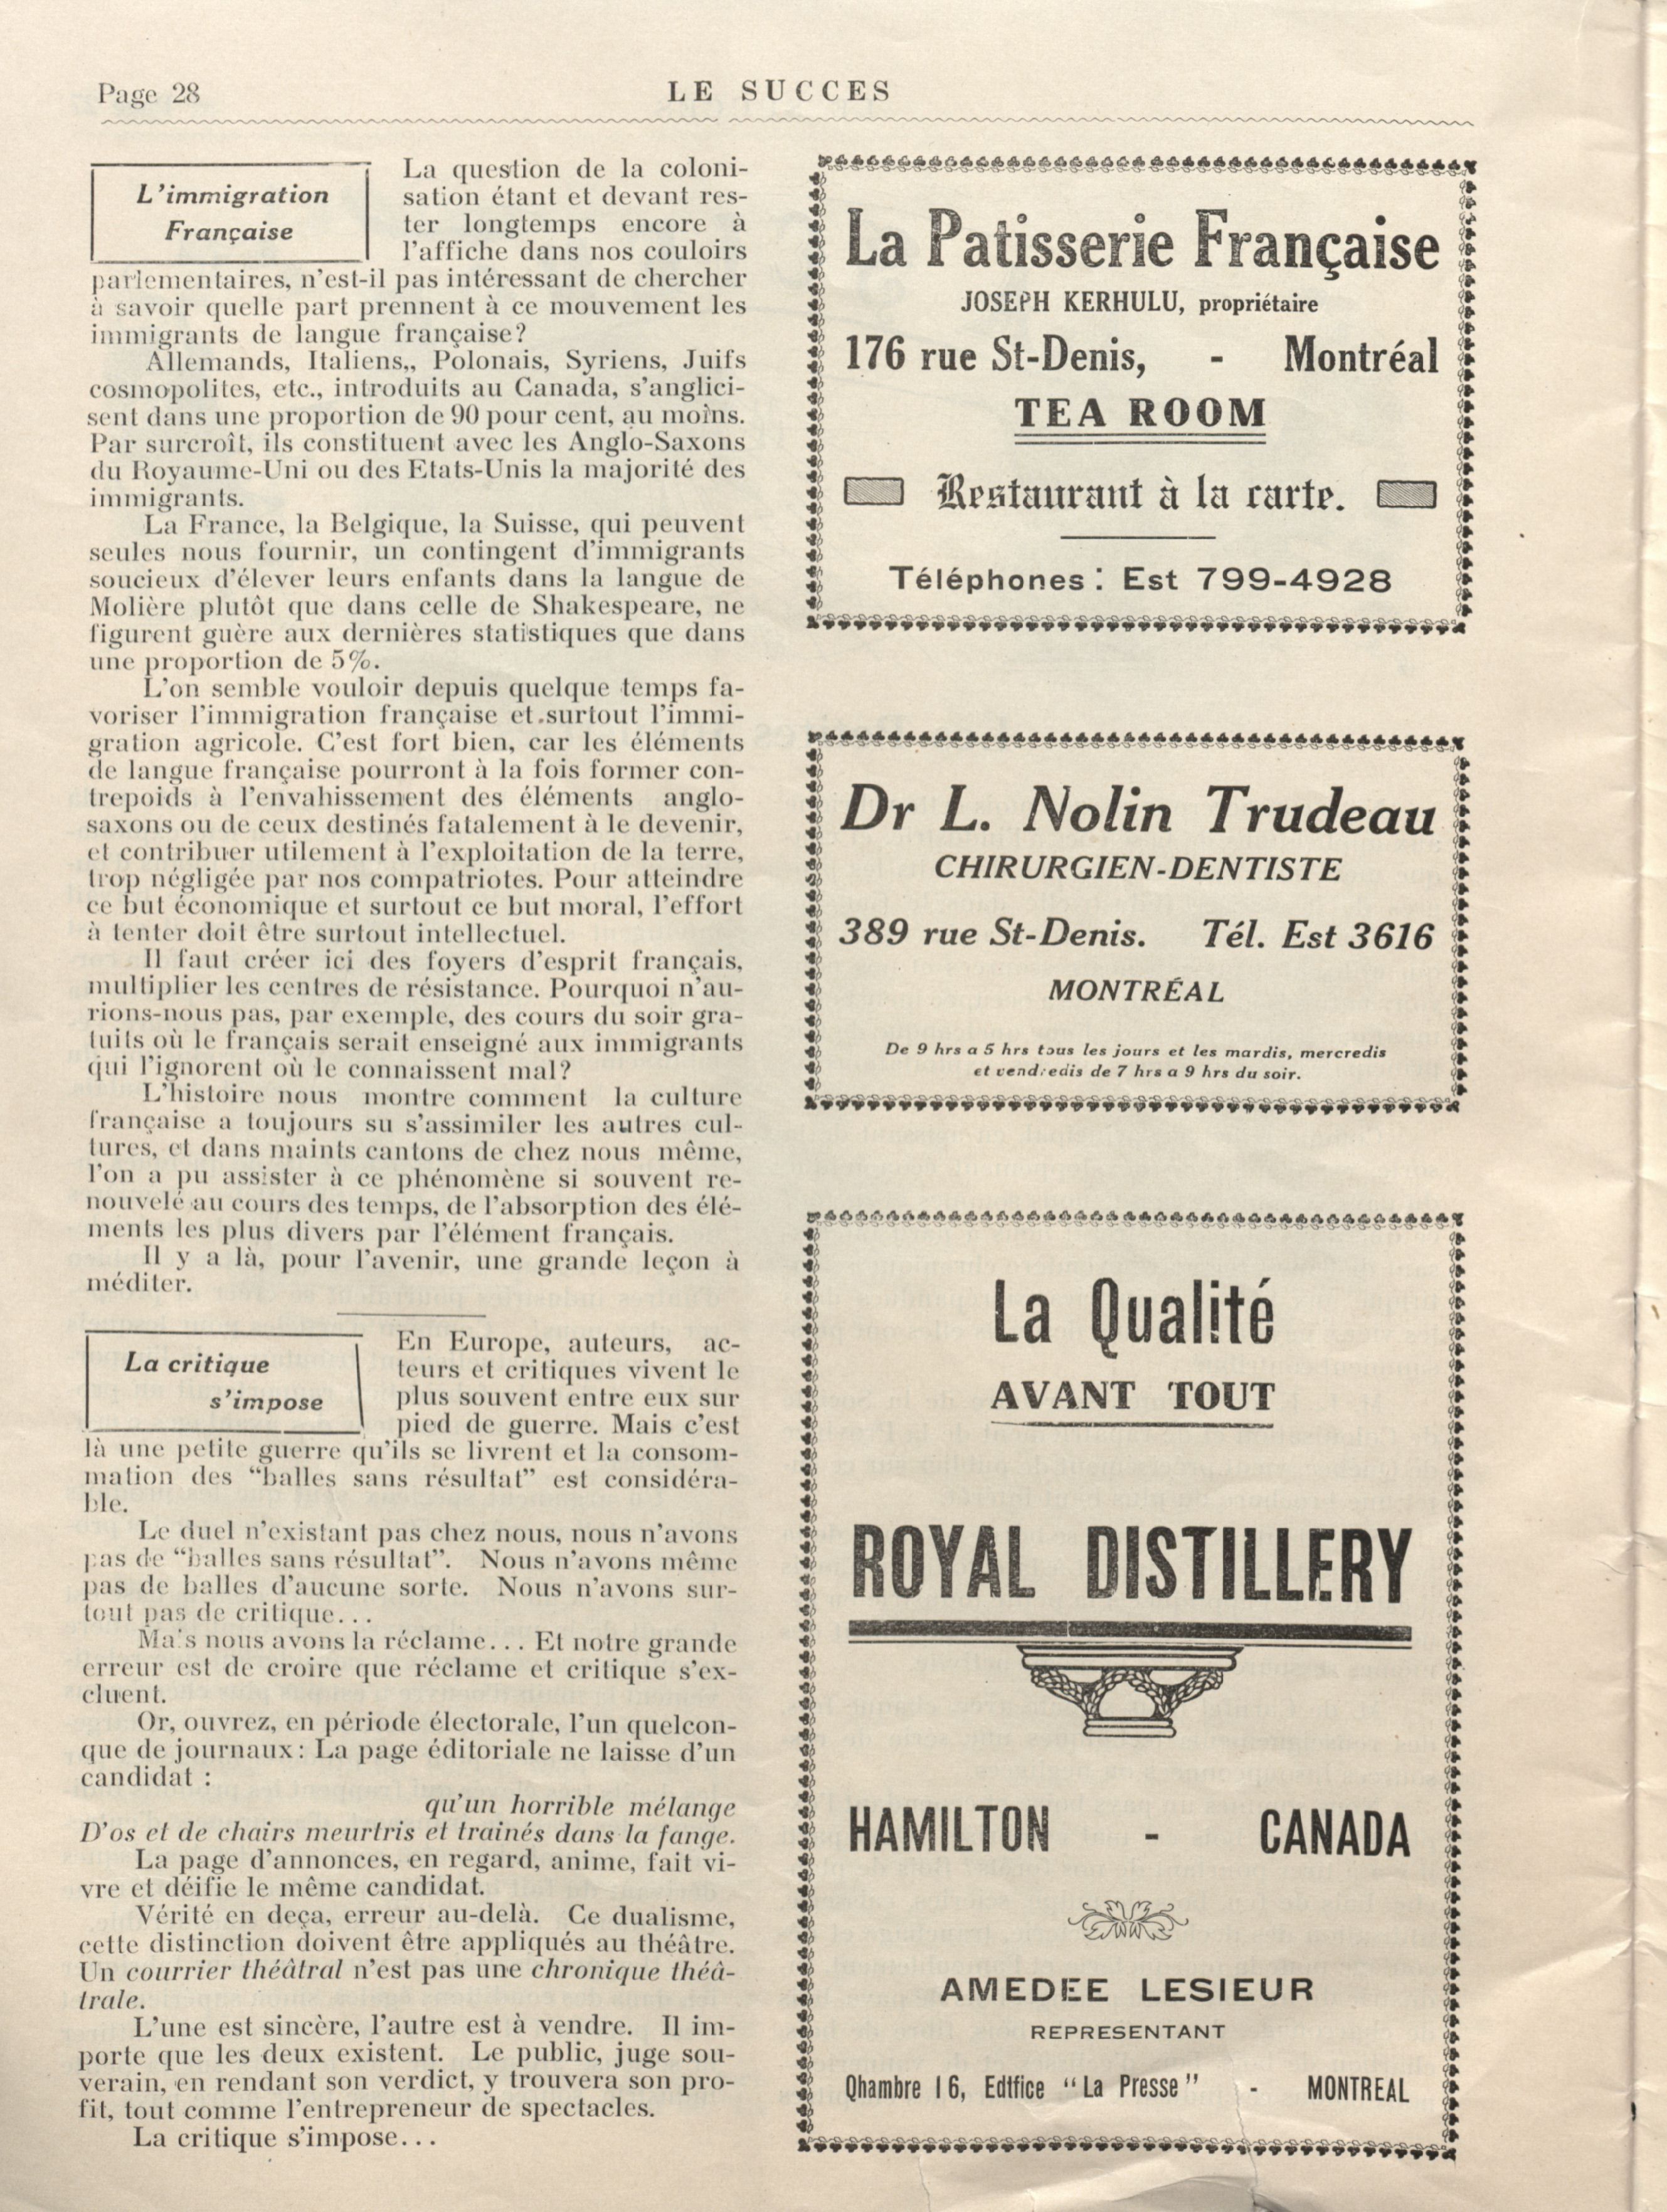 Page 28
LE SUCCES
L'immigration
Française
La question de la coloni-
sation étant et devant res-
ter longtemps encore à
l'affiche dans nos couloirs
parlementaires, n'est-il pas intéressant de chercher
à savoir quelle part prennent à ce mouvement les
immigrants de langue française?
Allemands, Italiens,, Polonais, Syriens, Juifs
cosmopolites, etc., introduits au Canada, s'anglici-
sent dans une proportion de 90 pour cent, au moins.
Par surcroît, ils constituent avec les Anglo-Saxons
du Royaume-Uni ou des Etats-Unis la majorité des
immigrants.
La France, la Belgique, la Suisse, qui peuvent
seules nous fournir, un contingent d'immigrants
soucieux d'élever leurs enfants dans la langue de
Molière plutôt que dans celle de Shakespeare, ne
figurent guère aux dernières statistiques que dans
une proportion de 5%.
L'on semble vouloir depuis quelque temps fa-
voriser l'immigration française et surtout l'immi-
gration agricole. C'est fort bien, car les éléments
de langue française pourront à la fois former con-
trepoids à l'envahissement des éléments anglo-
saxons ou de ceux destinés fatalement à le devenir,
et contribuer utilement à l'exploitation de la terre,
trop négligée par nos compatriotes. Pour atteindre
ce but économique et surtout ce but moral, l'effort
à tenter doit être surtout intellectuel.
Il faut créer ici des foyers d'esprit français,
multiplier les centres de résistance. Pourquoi n'au-
rions-nous pas, par exemple, des cours du soir gra-
tuits où le français serait enseigné aux immigrants
qui l'ignorent où le connaissent mal?
L'histoire nous montre comment la culture
française a toujours su s'assimiler les autres cul-
tures, et dans maints cantons de chez nous même,
l'on a pu assister à ce phénomène si souvent re-
nouvelé au cours des temps, de l'absorption des élé-
ments les plus divers par l'élément français.
Il y a là, pour l'avenir, une grande leçon à
méditer.
La critique
s'impose
En Europe, auteurs, ac-
teurs et critiques vivent le
plus souvent entre eux sur
pied de guerre. Mais c'est
là une petite guerre qu'ils se livrent et la consom-
mation des "balles sans résultat" est considéra-
ble.
Le duel n'existant pas chez nous, nous n'avons
pas de "balles sans résultat". Nous n'avons même
pas de balles d'aucune sorte. Nous n'avons sur-
tout pas de critique...
Mais nous avons la réclame... Et notre grande
erreur est de croire que réclame et critique s'ex-
cluent.
Or, ouvrez, en période électorale, l'un quelcon-
que de journaux: La page éditoriale ne laisse d'un
candidat :
qu'un horrible mélange
D'os et de chairs meurtris et trainés dans la fange.
La page d'annonces, en regard, anime, fait vi-
vre et déifie le même candidat.
Vérité en deça, erreur au-delà. Ce dualisme,
cette distinction doivent être appliqués au théâtre.
Un courrier théâtral n'est pas une chronique théâ-
trale.
L'une est sincère, l'autre est à vendre. Il im-
porte que les deux existent. Le public, juge sou-
verain, en rendant son verdict, y trouvera son pro-
fit, tout comme l'entrepreneur de spectacles.
La critique s'impose...
La Patisserie Française
JOSEPH KERHULU, propriétaire
176 rue St-Denis, - Montréal
TEA ROOM
Restaurant à la carte.
Téléphones: Est 799-4928
Dr L. Nolin Trudeau
CHIRURGIEN-DENTISTE
389 rue St-Denis. Tél. Est 3616
MONTRÉAL
De 9 hrs a 5 hrs tous les jours et les mardis, mercredis
et vendredis de 7 hrs a 9 hrs du soir.
La Qualité
AVANT TOUT
ROYAL DISTILLERY
HAMILTON - CANADA
AMEDEE LESIEUR
REPRESENTANT
Qhambre 16, Edtfice "La Presse" - MONTREAL